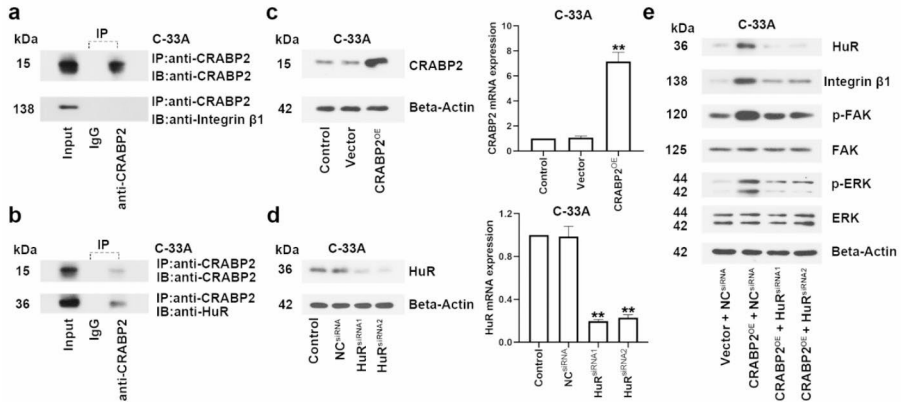 a
kDa
IP
C-33A
15
IP:anti-CRABP2
IB:anti-CRABP2
138
IP:anti-CRABP2
IB:anti-Integrin β1
Input
IgG
anti-CRABP2
b
kDa
IP
C-33A
15
IP:anti-CRABP2
IB:anti-CRABP2
36
IP:anti-CRABP2
IB:anti-HuR
Input
IgG
anti-CRABP2
c
C-33A
kDa
15
CRABP2
42
Beta-Actin
Control
Vector
CRABP2OE
C-33A
CRABP2 mRNA expression
10
8
6
4
2
0
**
Control
Vector
CRABP2OE
d
C-33A
kDa
36
HuR
42
Beta-Actin
Control
NCsiRNA
HuRsiRNA1
HuRsiRNA2
C-33A
HuR mRNA expression
1.2
0.9
0.6
0.3
0.0
**
**
Control
NCsiRNA
HuRsiRNA1
HuRsiRNA2
e
C-33A
kDa
36
HuR
138
Integrin β1
120
p-FAK
125
FAK
44
42
p-ERK
44
42
ERK
42
Beta-Actin
Vector + NCsiRNA
CRABP2OE + NCsiRNA
CRABP2OE + HuRsiRNA1
CRABP2OE + HuRsiRNA2